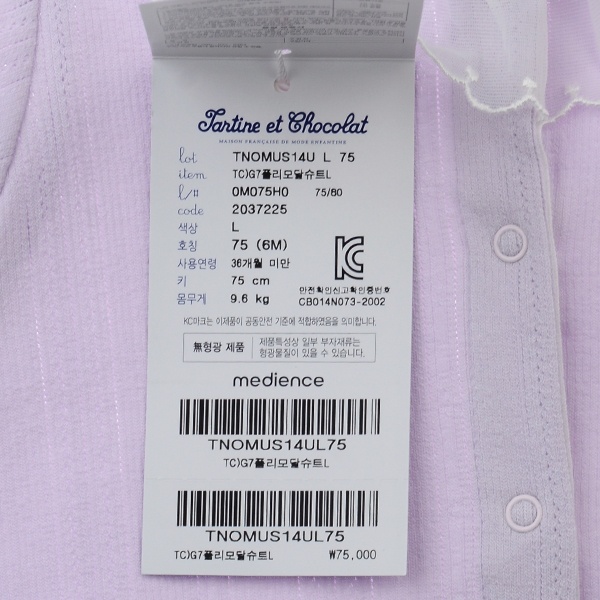 Tartine et Chocolat
MAISON FRANÇAISE DE MODE ENFANTINE
lot TNOMUS14U L 75
item TC)G7플리모달슈트L
l/# 0M075H0 75/80
code 2037225
색상 L
호칭 75 (6M)
사용연령 36개월 미만
키 75 cm
몸무게 9.6 kg
안전확인신고확인증번호
CB014N073-2002
KC마크는 이제품이 공통안전 기준에 적합하였음을 의미합니다.
無형광 제품 제품특성상 일부 부자재류는
형광물질이 있을 수 있습니다.
medience
TNOMUS14UL75
TC)G7플리모달슈트L
TNOMUS14UL75
TC)G7플리모달슈트L ₩75,000